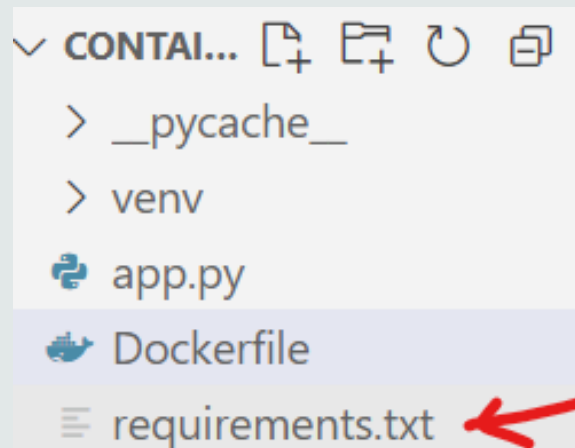 CONTAI...
__pycache__
venv
app.py
Dockerfile
requirements.txt